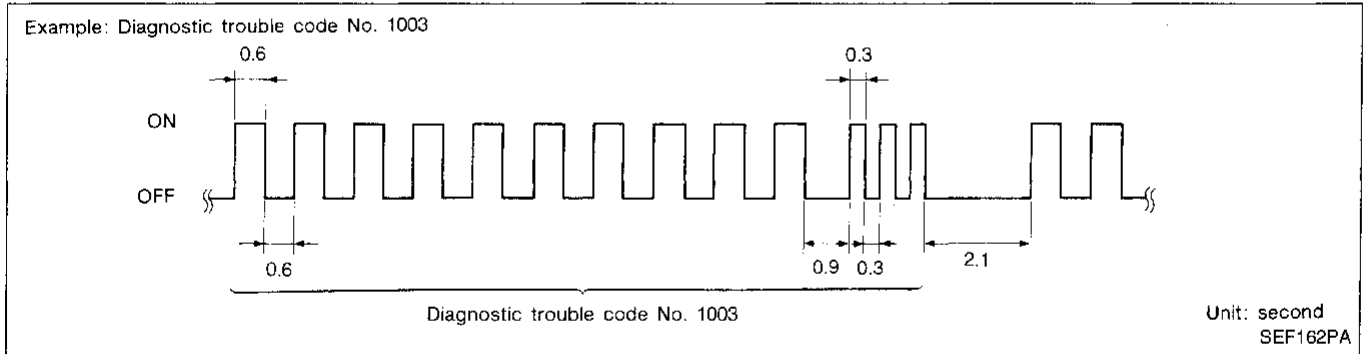 Example: Diagnostic trouble code No. 1003
0.6
0.3
ON
OFF
0.6
0.9
0.3
2.1
Diagnostic trouble code No. 1003
Unit: second
SEF162PA